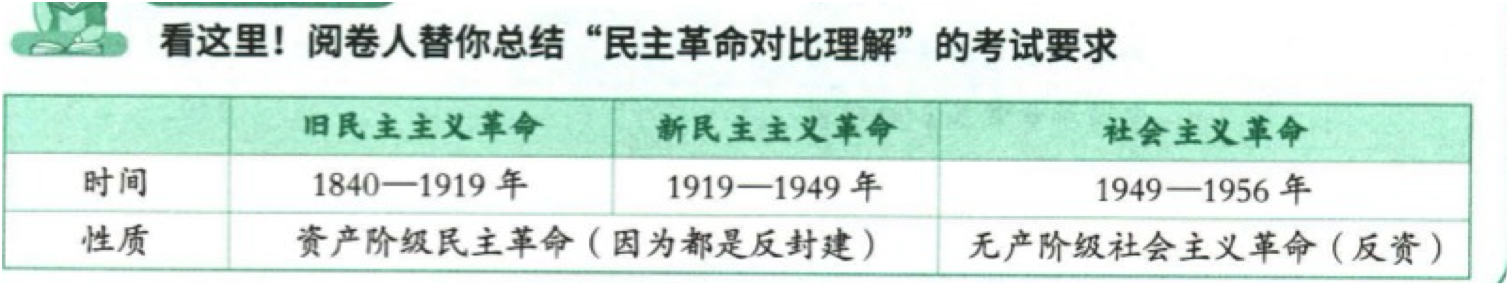 看这里！阅卷人替你总结“民主革命对比理解”的考试要求
旧民主主义革命 新民主主义革命 社会主义革命
时间 1840—1919 年 1919—1949 年 1949—1956 年
性质 资产阶级民主革命（因为都是反封建） 无产阶级社会主义革命（反资）